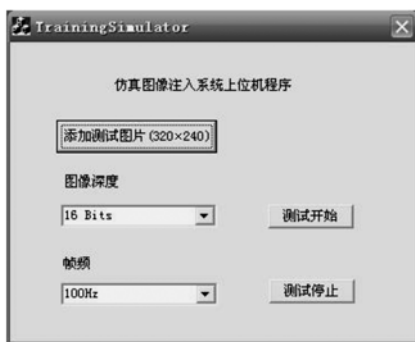 TrainingSimulator
仿真图像注入系统上位机程序
添加测试图片(320×240)
图像深度
16 Bits
测试开始
帧频
100Hz
测试停止